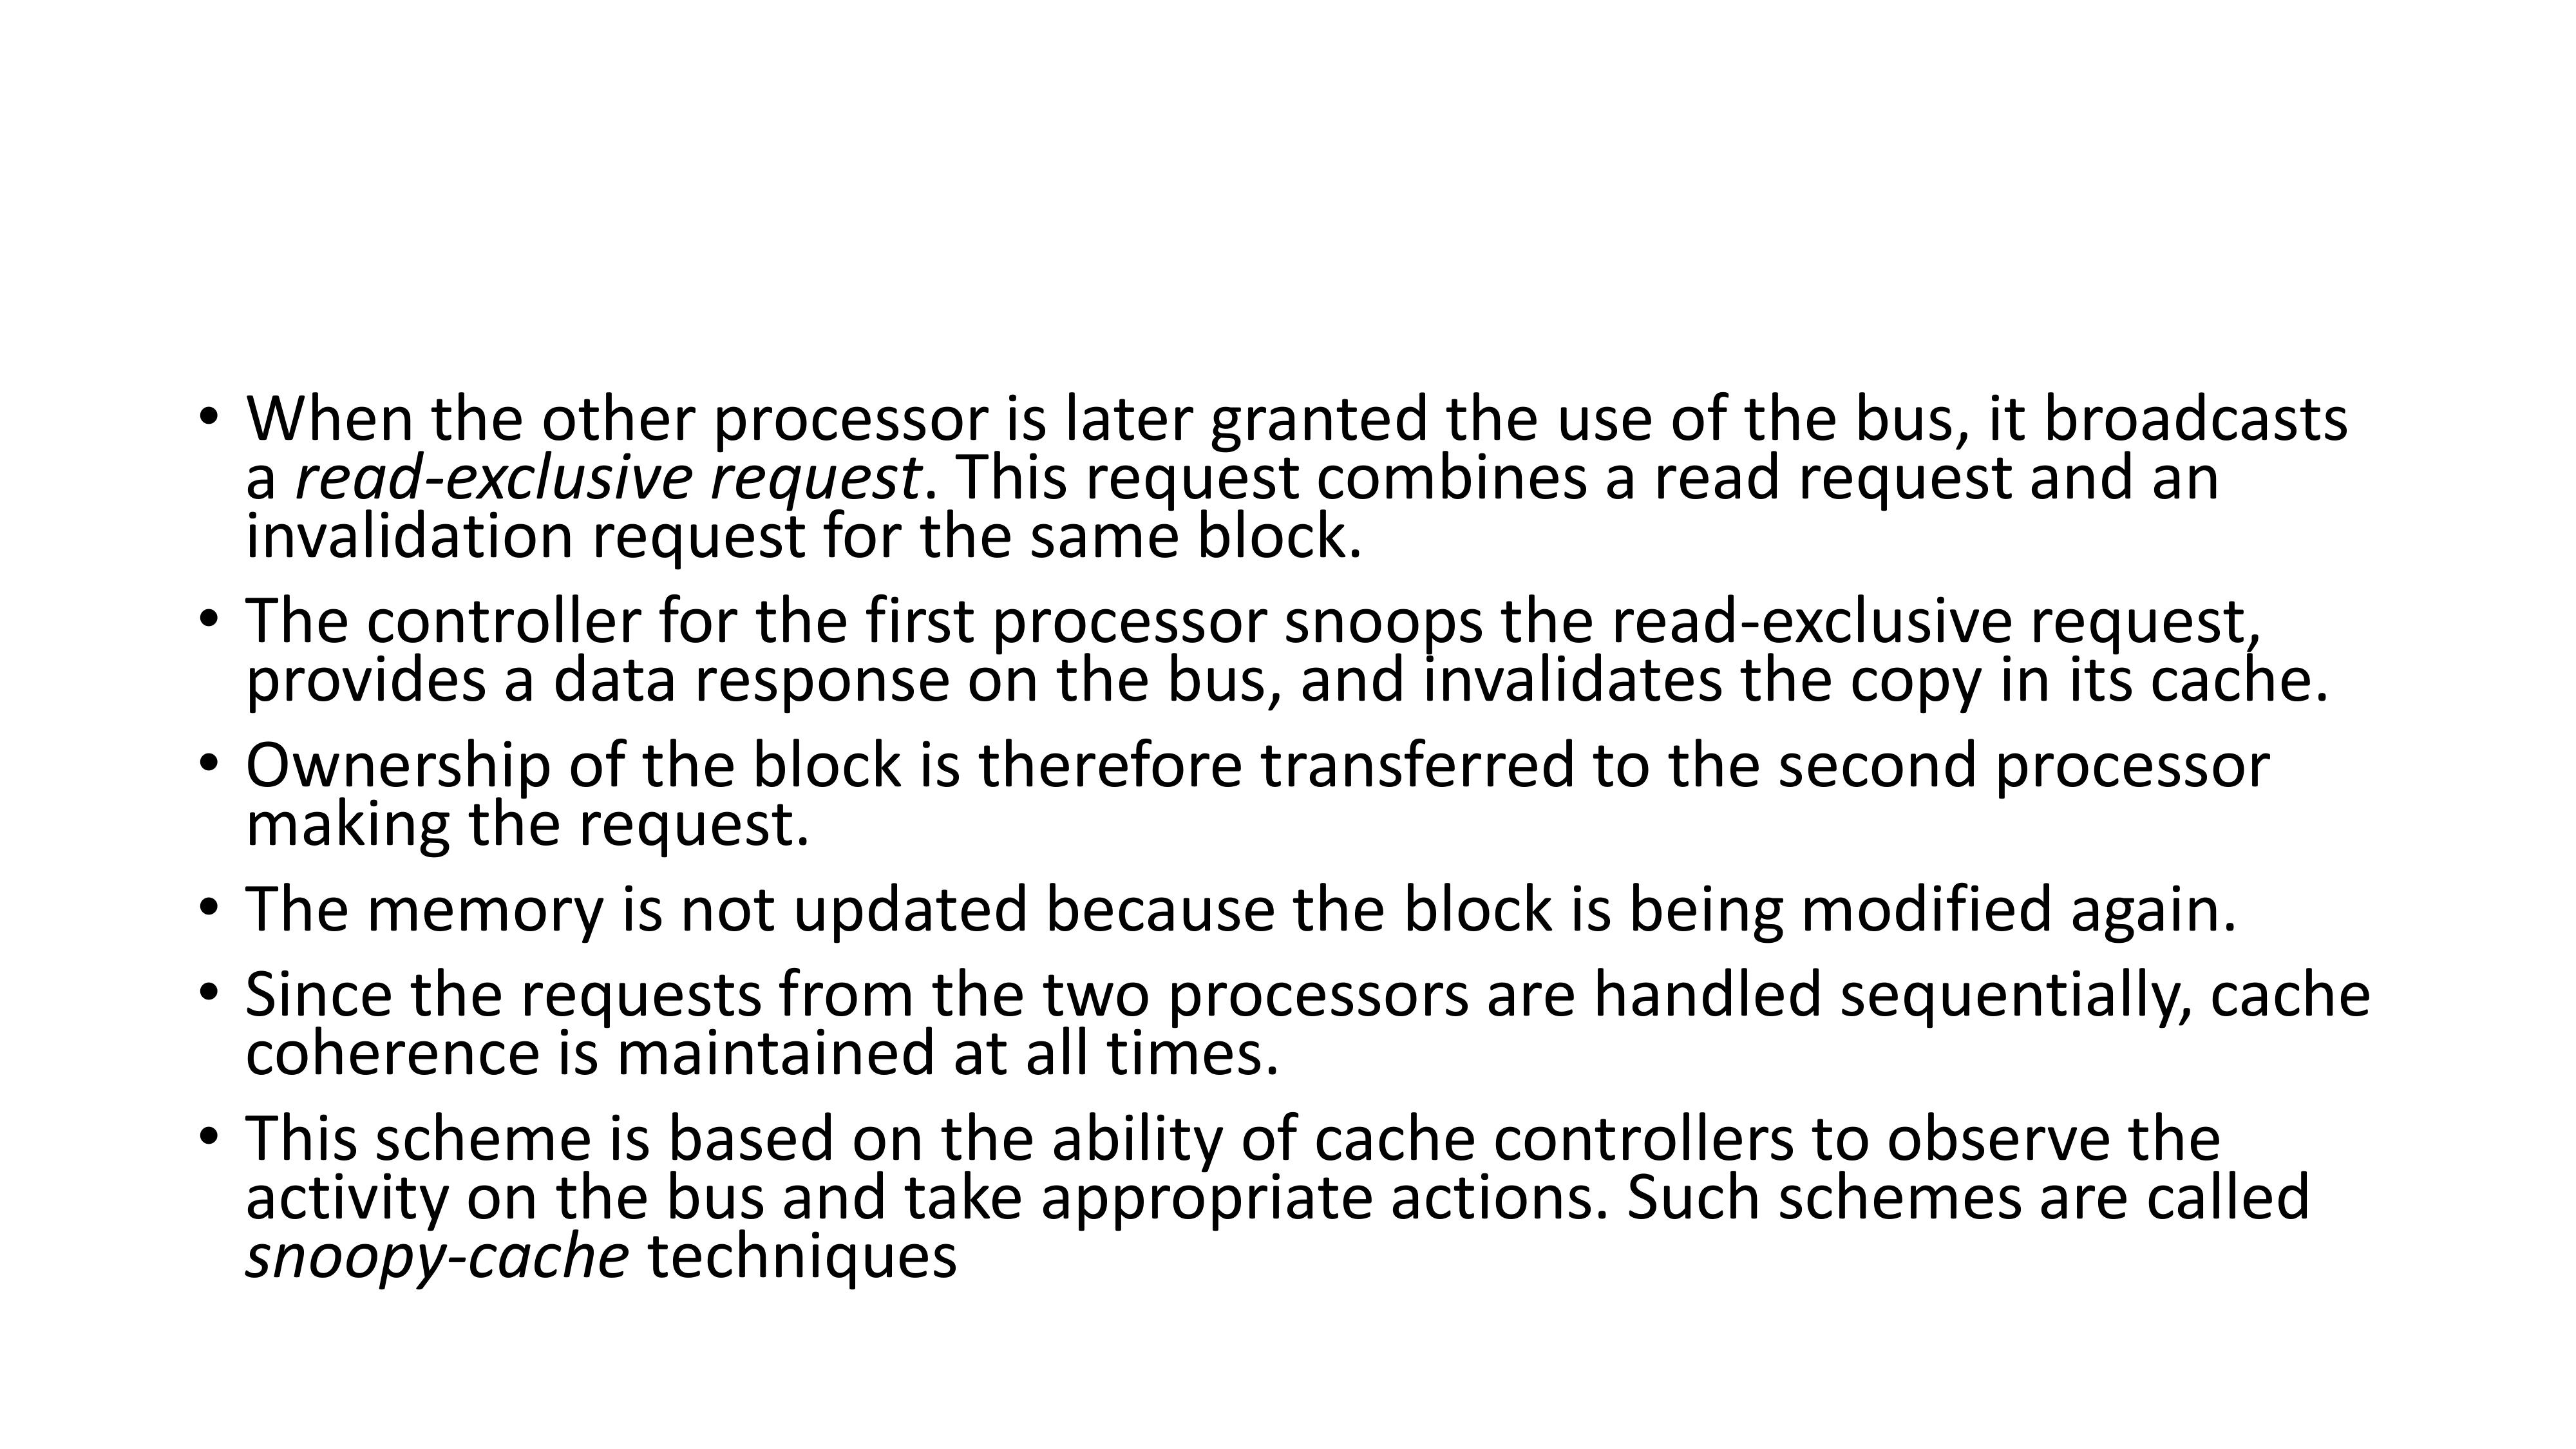 • When the other processor is later granted the use of the bus, it broadcasts
a read-exclusive request. This request combines a read request and an
invalidation request for the same block.
• The controller for the first processor snoops the read-exclusive request,
provides a data response on the bus, and invalidates the copy in its cache.
• Ownership of the block is therefore transferred to the second processor
making the request.
• The memory is not updated because the block is being modified again.
• Since the requests from the two processors are handled sequentially, cache
coherence is maintained at all times.
• This scheme is based on the ability of cache controllers to observe the
activity on the bus and take appropriate actions. Such schemes are called
snoopy-cache techniques